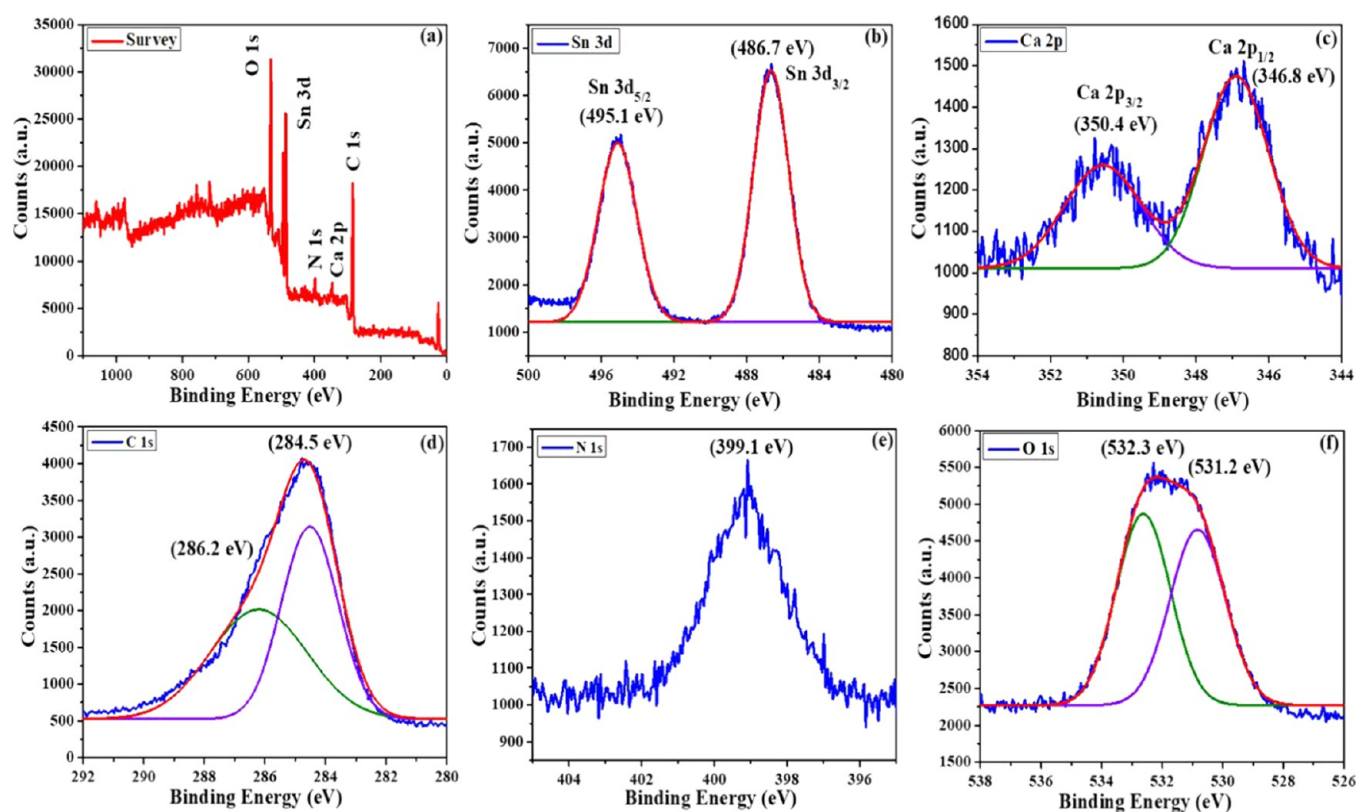 Survey
(a)
O 1s
Sn 3d
C 1s
N 1s
Ca 2p
Counts (a.u.)
35000
30000
25000
20000
15000
10000
5000
0
1000 800 600 400 200 0
Binding Energy (eV)
Sn 3d
(b)
(486.7 eV)
Sn 3d3/2
Sn 3d5/2
(495.1 eV)
Counts (a.u.)
7000
6000
5000
4000
3000
2000
1000
0
500 496 492 488 484 480
Binding Energy (eV)
Ca 2p
(c)
Ca 2p1/2
(346.8 eV)
Ca 2p3/2
(350.4 eV)
Counts (a.u.)
1600
1500
1400
1300
1200
1100
1000
900
800
354 352 350 348 346 344
Binding Energy (eV)
C 1s
(d)
(284.5 eV)
(286.2 eV)
Counts (a.u.)
4500
4000
3500
3000
2500
2000
1500
1000
500
0
292 290 288 286 284 282 280
Binding Energy (eV)
N 1s
(e)
(399.1 eV)
Counts (a.u.)
1700
1600
1500
1400
1300
1200
1100
1000
900
404 402 400 398 396
Binding Energy (eV)
O 1s
(f)
(532.3 eV)
(531.2 eV)
Counts (a.u.)
6000
5500
5000
4500
4000
3500
3000
2500
2000
1500
538 536 534 532 530 528 526
Binding Energy (eV)